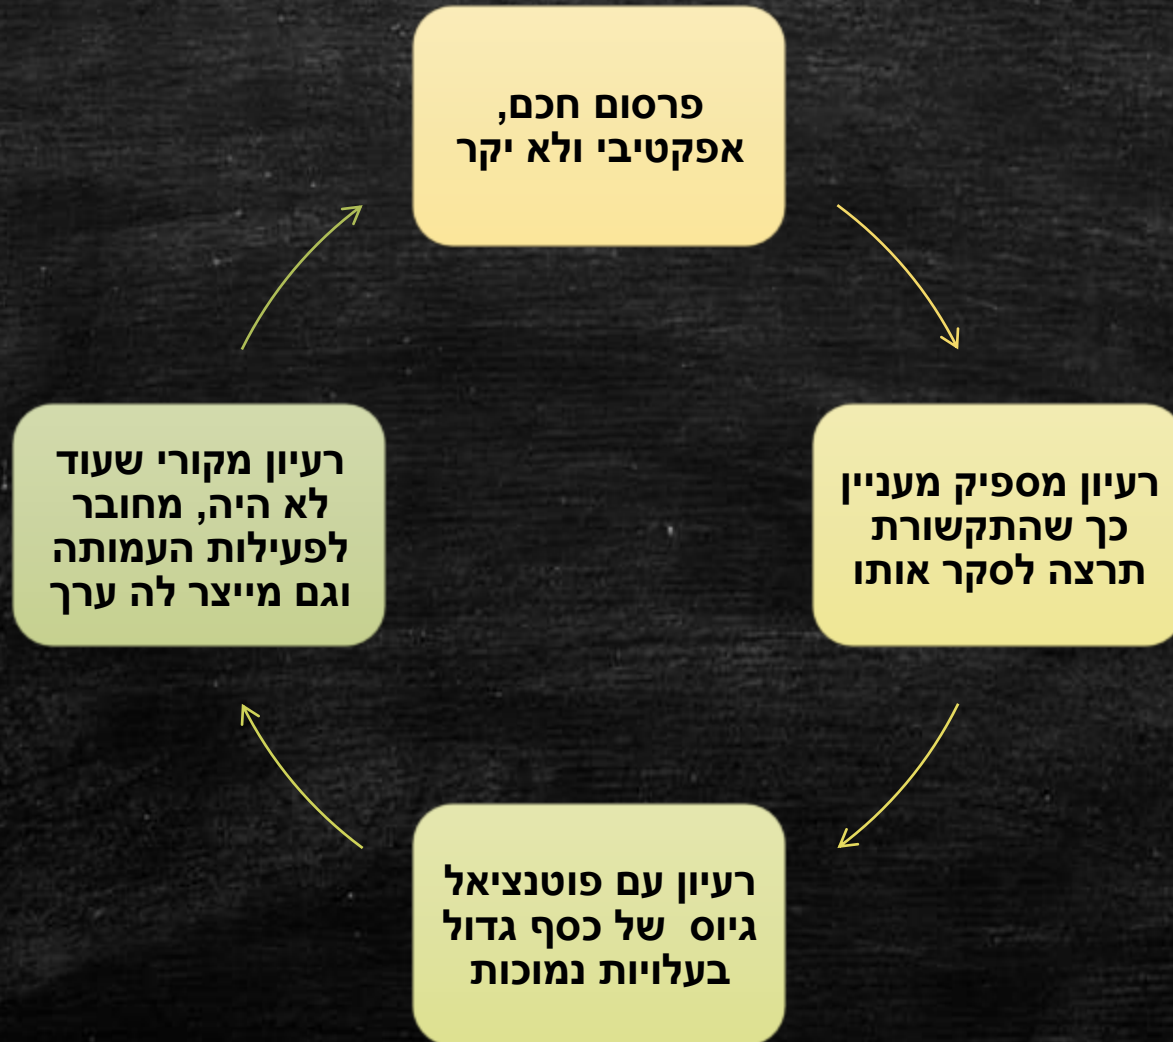 פרסום חכם,
אפקטיבי ולא יקר
רעיון מספיק מעניין
כך שהתקשורת
תרצה לסקר אותו
רעיון עם פוטנציאל
גיוס של כסף גדול
בעלויות נמוכות
רעיון מקורי שעוד
לא היה, מחובר
לפעילות העמותה
וגם מייצר לה ערך